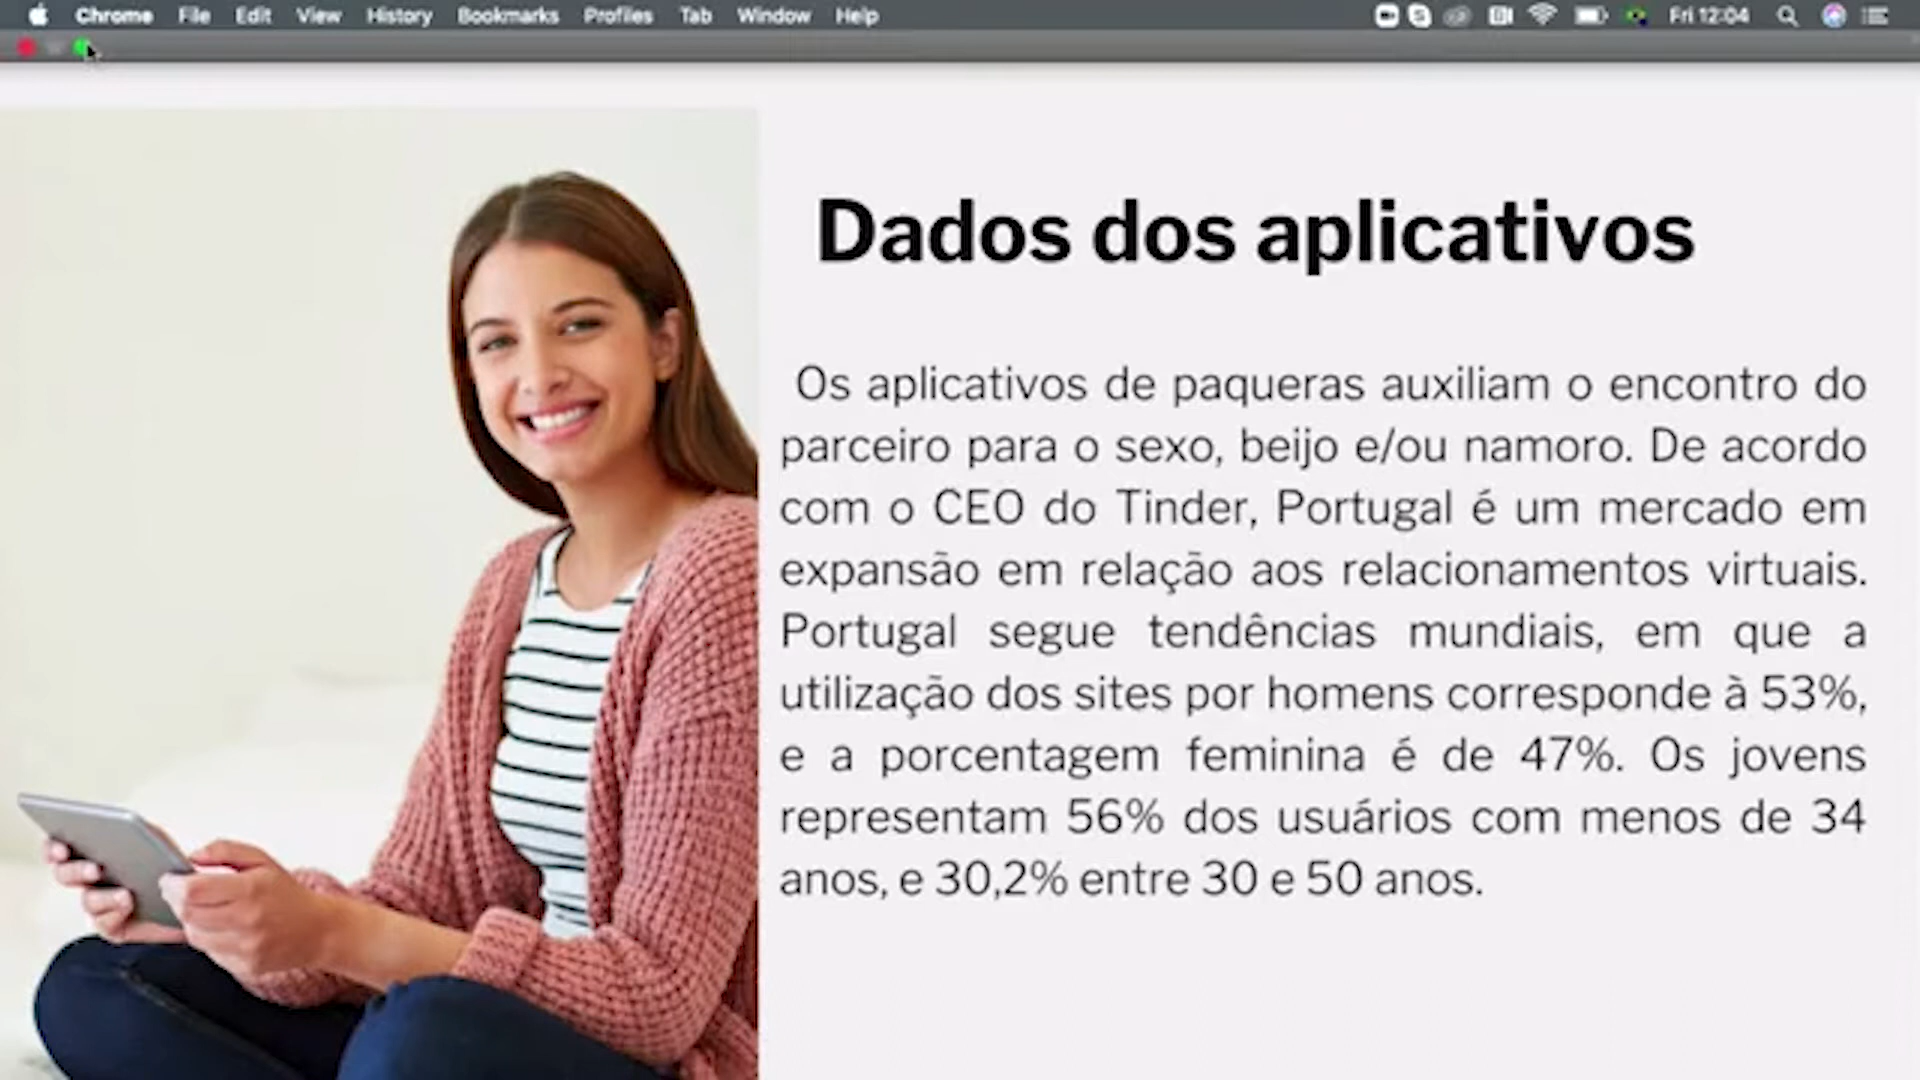 Chrome File Edit View History Bookmarks Profiles Tab Window Help Fri 12:04
Dados dos aplicativos
Os aplicativos de paqueras auxiliam o encontro do
parceiro para o sexo, beijo e/ou namoro. De acordo
com o CEO do Tinder, Portugal é um mercado em
expansão em relação aos relacionamentos virtuais.
Portugal segue tendências mundiais, em que a
utilização dos sites por homens corresponde à 53%,
e a porcentagem feminina é de 47%. Os jovens
representam 56% dos usuários com menos de 34
anos, e 30,2% entre 30 e 50 anos.